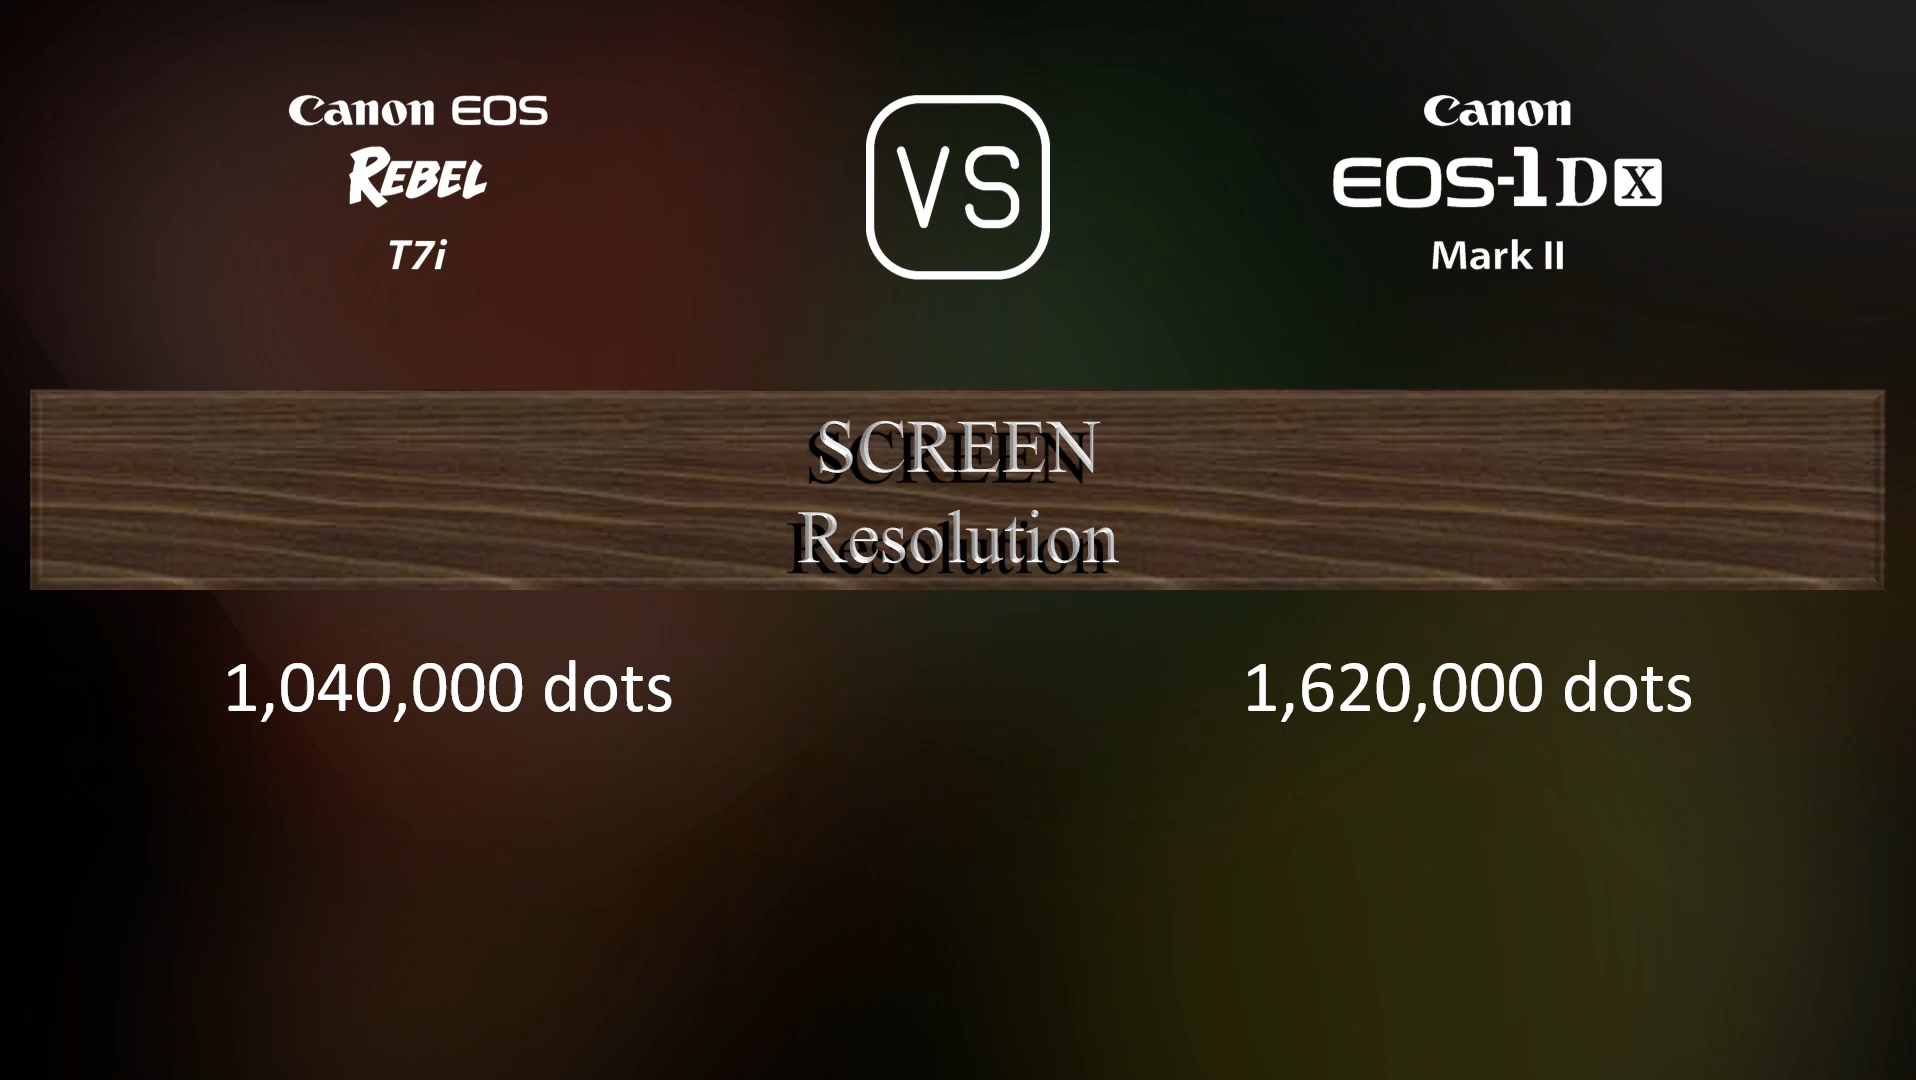 Canon EOS
REBEL
T7i
VS
Canon
EOS-1 D X
Mark II
SCREEN
Resolution
1,040,000 dots
1,620,000 dots